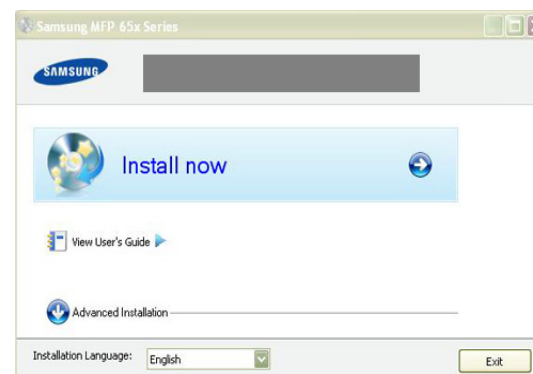 Samsung MFP 65x Series
SAMSUNG
Install now
View User's Guide
Advanced Installation
Installation Language: English
Exit